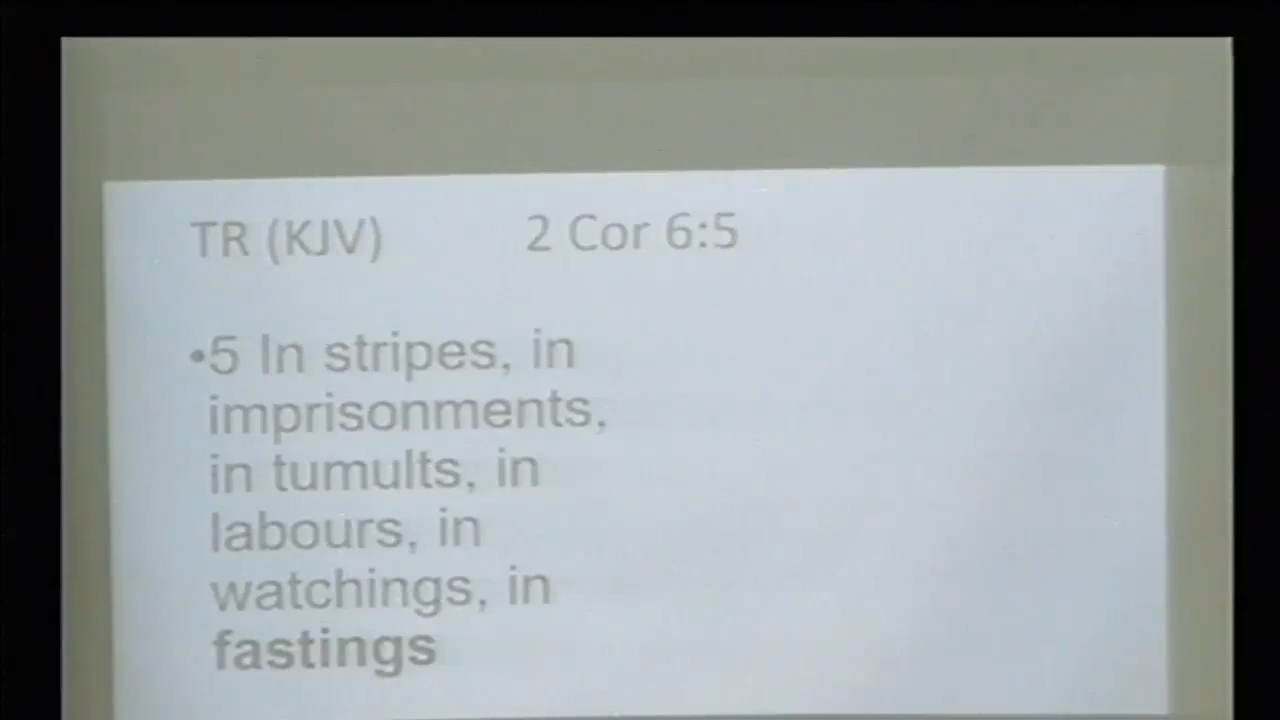 TR (KJV) 2 Cor 6:5
•5 In stripes, in
imprisonments,
in tumults, in
labours, in
watchings, in
fastings